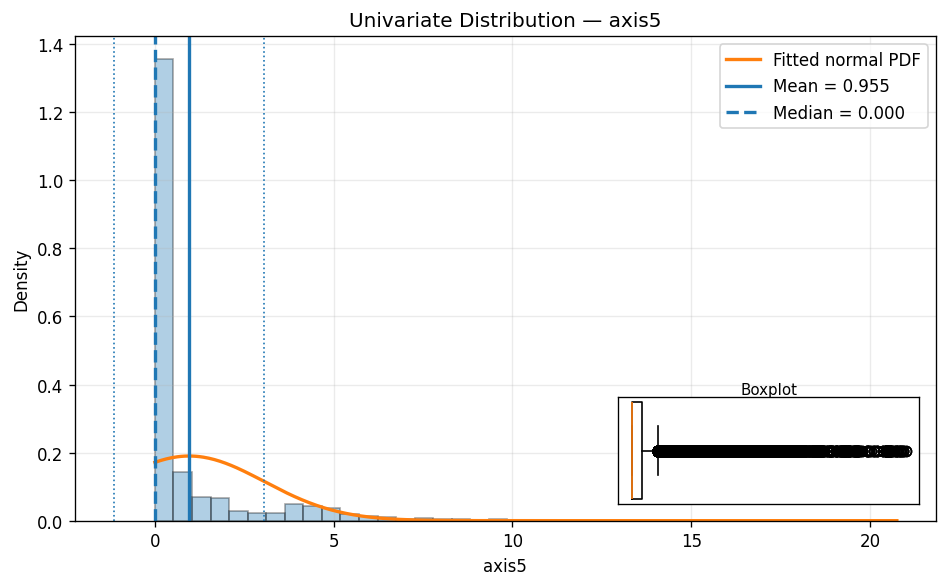 Univariate Distribution — axis5
Fitted normal PDF
Mean = 0.955
Median = 0.000
1.4
1.2
1.0
0.8
0.6
0.4
0.2
0.0
Density
Boxplot
0 5 10 15 20
axis5